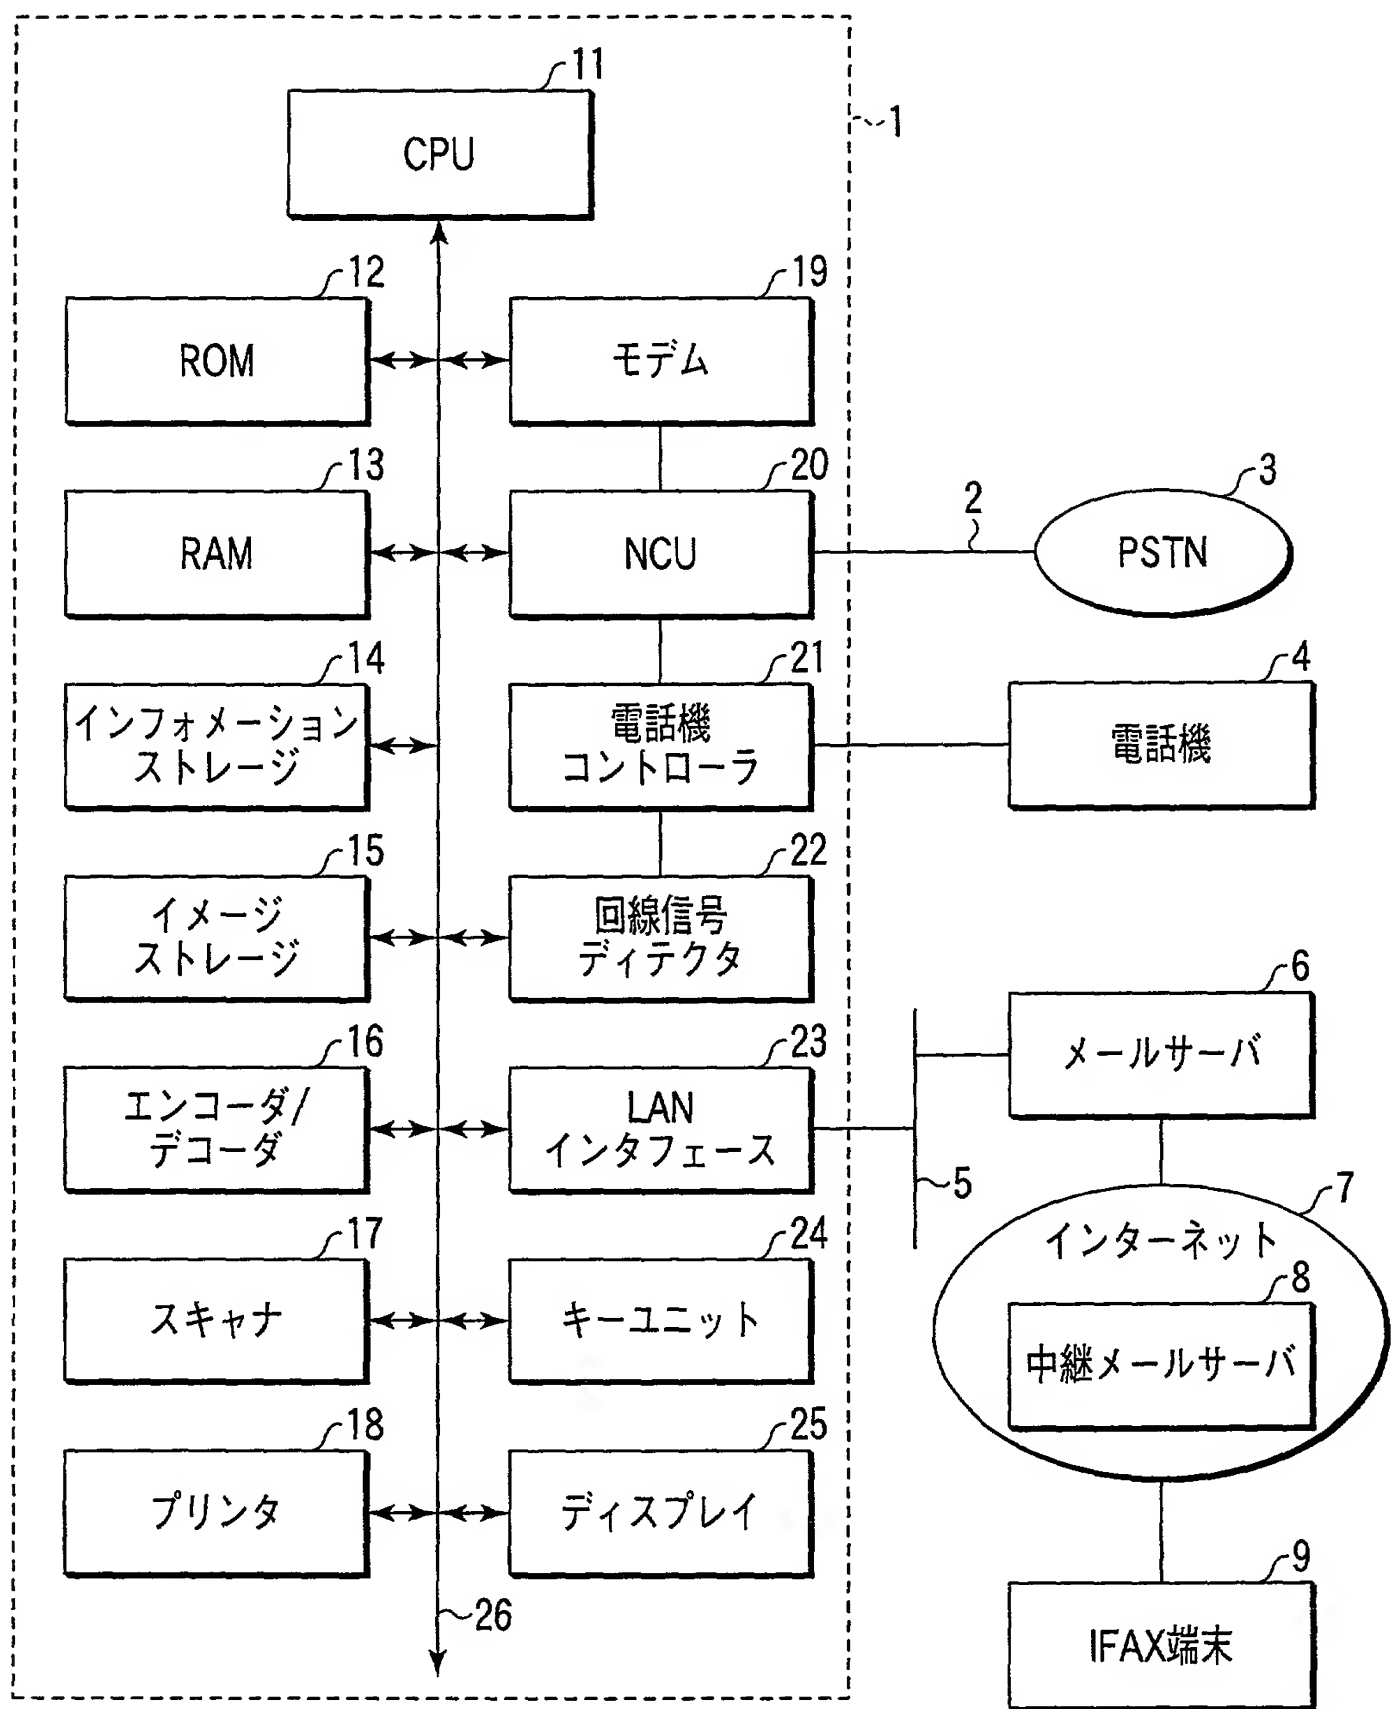 11
CPU
1
12
ROM
19
モデム
13
RAM
20
NCU
2
3
PSTN
14
インフォメーション
ストレージ
21
電話機
コントローラ
4
電話機
15
イメージ
ストレージ
22
回線信号
ディテクタ
6
メールサーバ
16
エンコーダ/
デコーダ
23
LAN
インタフェース
5
7
インターネット
17
スキャナ
24
キーユニット
8
中継メールサーバ
18
プリンタ
25
ディスプレイ
26
9
IFAX端末